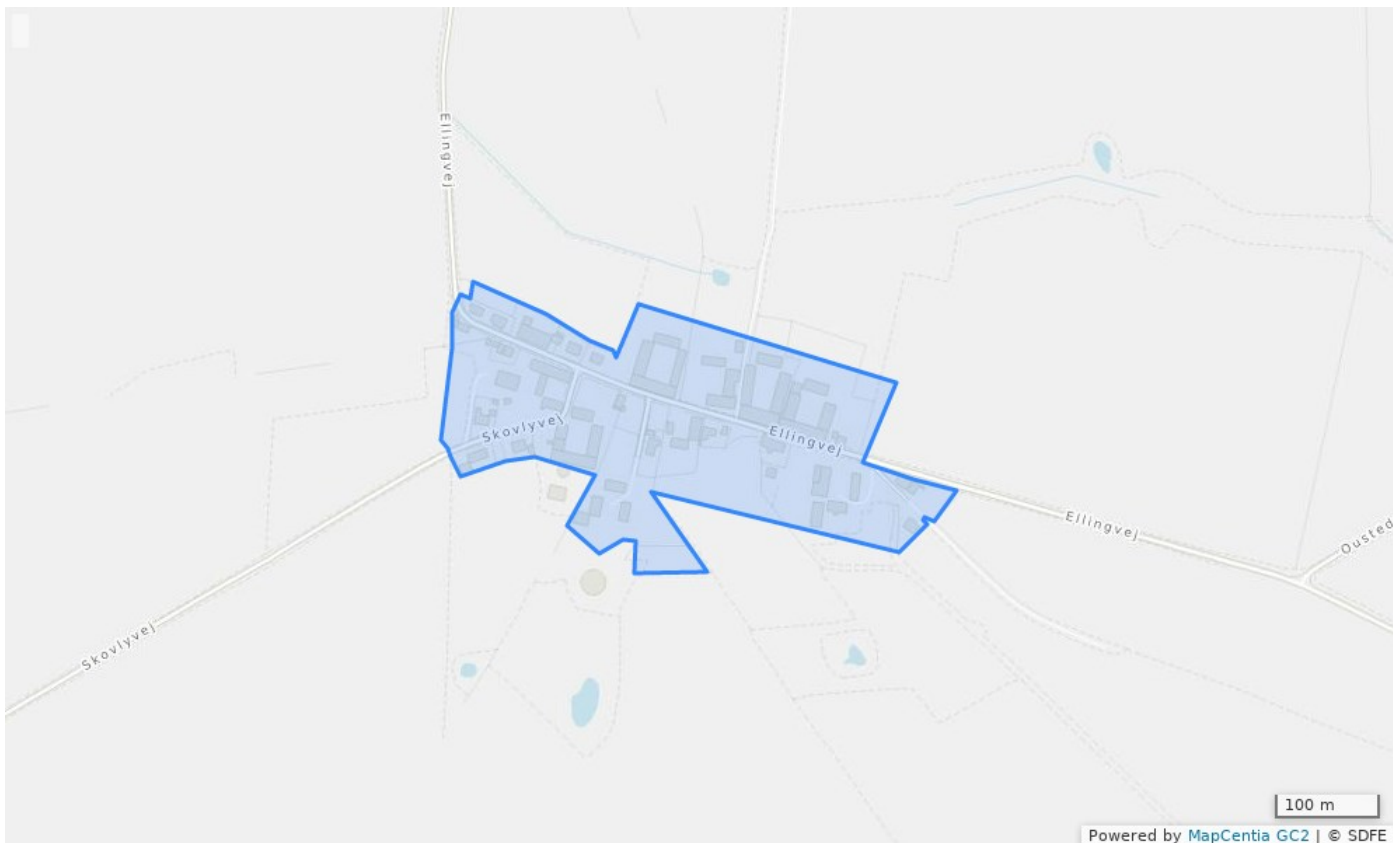 Ellingvej
Skovlyvej
Ellingvej
Ellingvej
Ousted
Skovlyvej
100 m
Powered by MapCentia GC2 | © SDFE